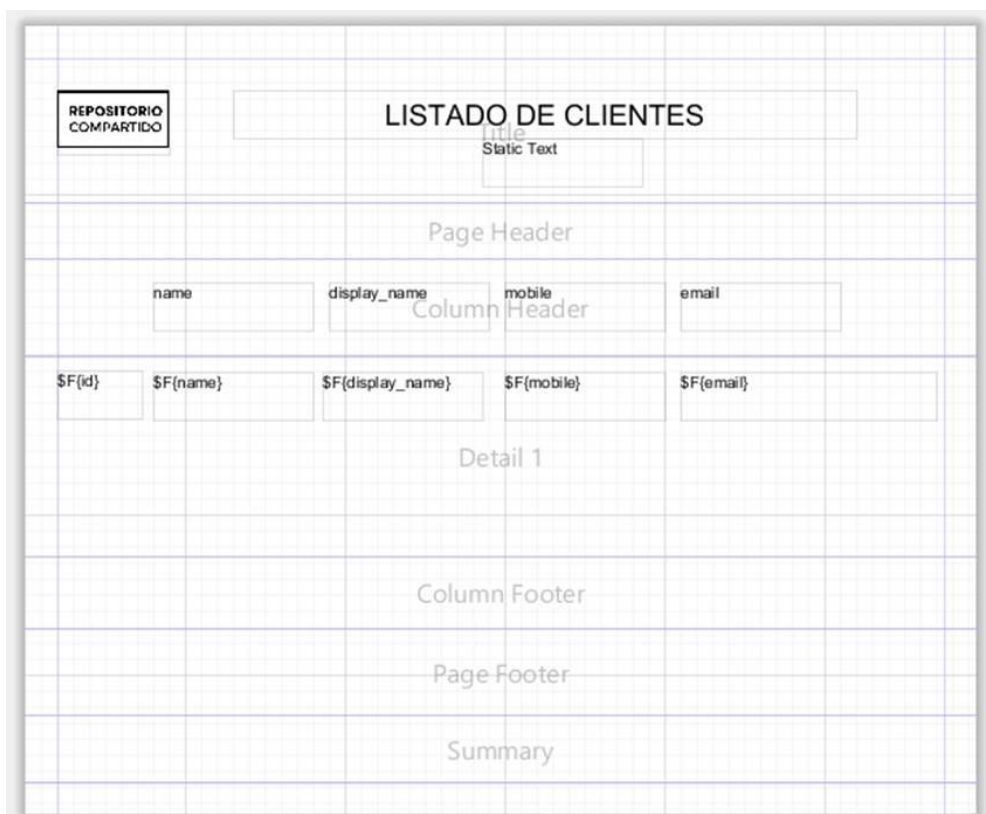 REPOSITORIO
COMPARTIDO
LISTADO DE CLIENTES
Title
Static Text
Page Header
name display_name mobile email
Column Header
$F{id} $F{name} $F{display_name} $F{mobile} $F{email}
Detail 1
Column Footer
Page Footer
Summary